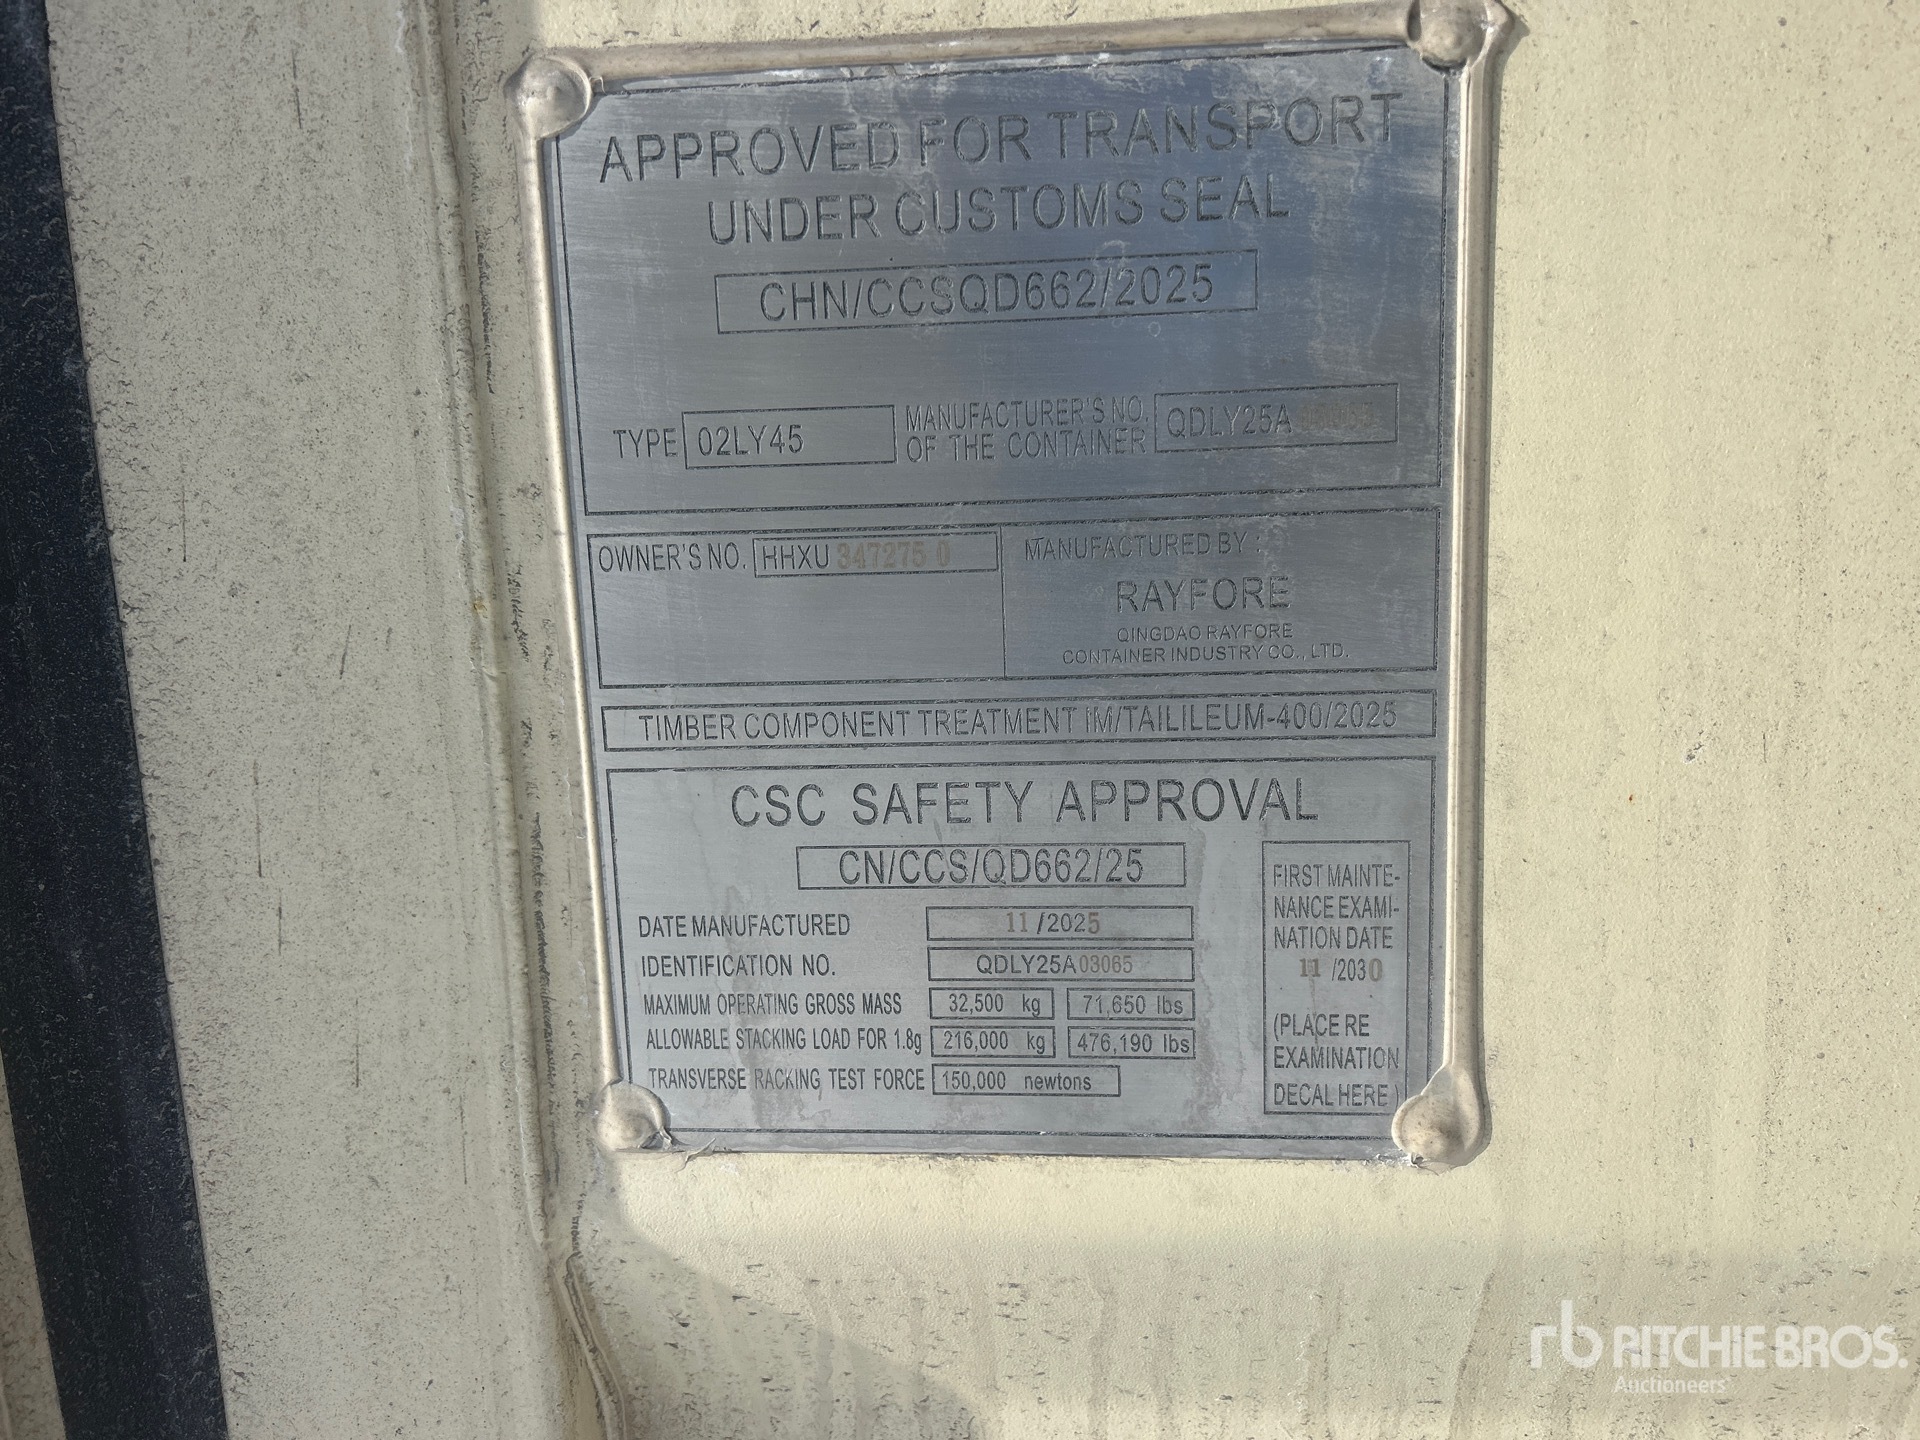 APPROVED FOR TRANSPORT
UNDER CUSTOMS SEAL
CHN/CCSQD662/2025
TYPE 02LY45
MANUFACTURER'S NO.
OF THE CONTAINER
QDLY25A
OWNER'S NO. HHXU 347275 0
MANUFACTURED BY :
RAYFORE
QINGDAO RAYFORE
CONTAINER INDUSTRY CO., LTD.
TIMBER COMPONENT TREATMENT IM/TAILILEUM-400/2025
CSC SAFETY APPROVAL
CN/CCS/QD662/25
DATE MANUFACTURED 11/2025
IDENTIFICATION NO. QDLY25A03065
MAXIMUM OPERATING GROSS MASS 32,500 kg 71,650 lbs
ALLOWABLE STACKING LOAD FOR 1.8g 216,000 kg 476,190 lbs
TRANSVERSE RACKING TEST FORCE 150,000 newtons
FIRST MAINTE-
NANCE EXAMI-
NATION DATE
11 /2030
(PLACE RE
EXAMINATION
DECAL HERE )
rb RITCHIE BROS.
Auctioneers